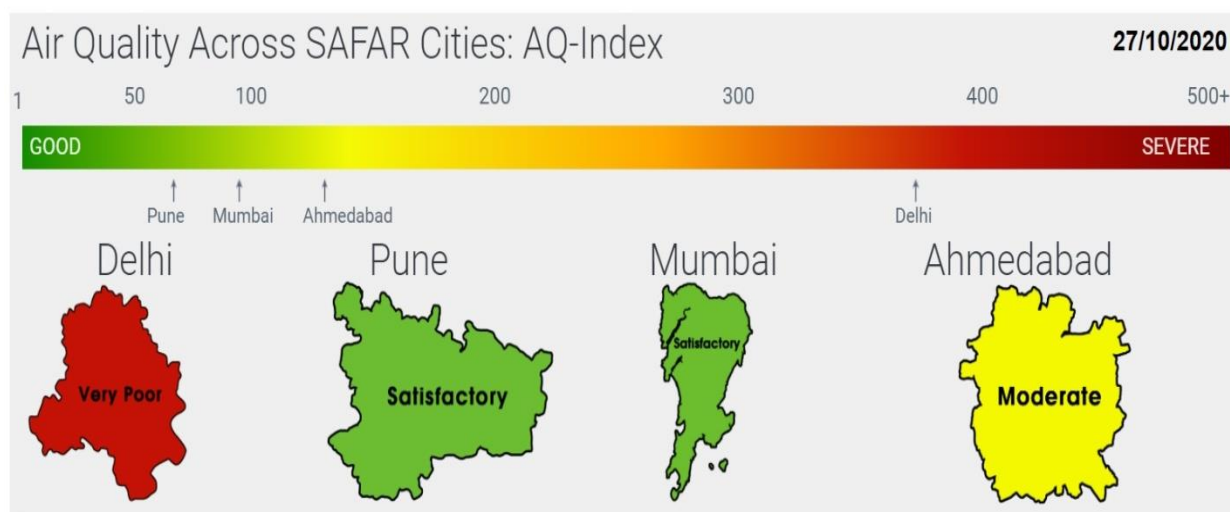 Air Quality Across SAFAR Cities: AQ-Index 27/10/2020
1 50 100 200 300 400 500+
GOOD SEVERE
Pune Mumbai Ahmedabad Delhi
Delhi Pune Mumbai Ahmedabad
Very Poor Satisfactory Satisfactory Moderate